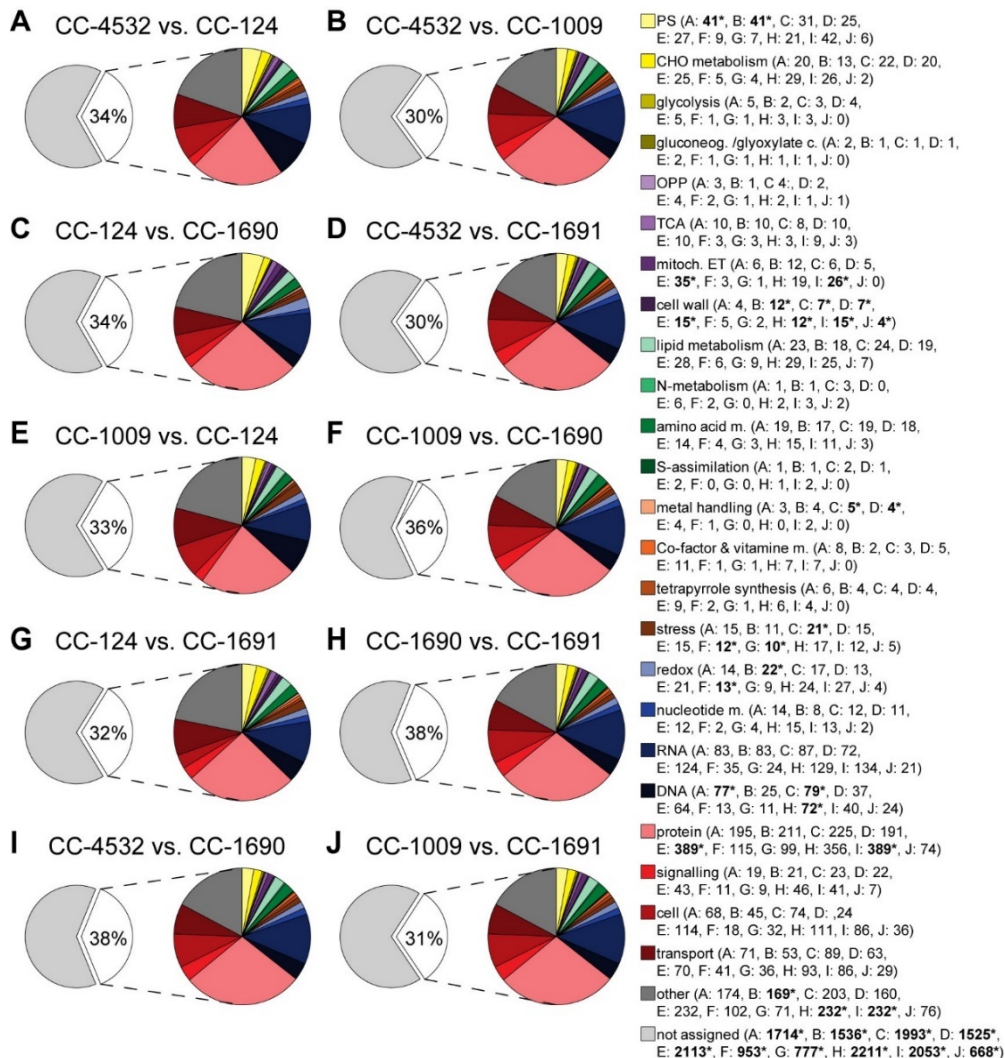 A CC-4532 vs. CC-124
34%
B CC-4532 vs. CC-1009
30%
C CC-124 vs. CC-1690
34%
D CC-4532 vs. CC-1691
30%
E CC-1009 vs. CC-124
33%
F CC-1009 vs. CC-1690
36%
G CC-124 vs. CC-1691
32%
H CC-1690 vs. CC-1691
38%
I CC-4532 vs. CC-1690
38%
J CC-1009 vs. CC-1691
31%
PS (A: 41*, B: 41*, C: 31, D: 25,
E: 27, F: 9, G: 7, H: 21, I: 42, J: 6)
CHO metabolism (A: 20, B: 13, C: 22, D: 20,
E: 25, F: 5, G: 4, H: 29, I: 26, J: 2)
glycolysis (A: 5, B: 2, C: 3, D: 4,
E: 5, F: 1, G: 1, H: 3, I: 3, J: 0)
gluconeog. /glyoxylate c. (A: 2, B: 1, C: 1, D: 1,
E: 2, F: 1, G: 1, H: 1, I: 1, J: 0)
OPP (A: 3, B: 1, C 4:, D: 2,
E: 4, F: 2, G: 1, H: 2, I: 1, J: 1)
TCA (A: 10, B: 10, C: 8, D: 10,
E: 10, F: 3, G: 3, H: 3, I: 9, J: 3)
mitoch. ET (A: 6, B: 12, C: 6, D: 5,
E: 35*, F: 3, G: 1, H: 19, I: 26*, J: 0)
cell wall (A: 4, B: 12*, C: 7*, D: 7*,
E: 15*, F: 5, G: 2, H: 12*, I: 15*, J: 4*)
lipid metabolism (A: 23, B: 18, C: 24, D: 19,
E: 28, F: 6, G: 9, H: 29, I: 25, J: 7)
N-metabolism (A: 1, B: 1, C: 3, D: 0,
E: 6, F: 2, G: 0, H: 2, I: 3, J: 2)
amino acid m. (A: 19, B: 17, C: 19, D: 18,
E: 14, F: 4, G: 3, H: 15, I: 11, J: 3)
S-assimilation (A: 1, B: 1, C: 2, D: 1,
E: 2, F: 0, G: 0, H: 1, I: 2, J: 0)
metal handling (A: 3, B: 4, C: 5*, D: 4*,
E: 4, F: 1, G: 0, H: 0, I: 2, J: 0)
Co-factor & vitamine m. (A: 8, B: 2, C: 3, D: 5,
E: 11, F: 1, G: 1, H: 7, I: 7, J: 0)
tetrapyrrole synthesis (A: 6, B: 4, C: 4, D: 4,
E: 9, F: 2, G: 1, H: 6, I: 4, J: 0)
stress (A: 15, B: 11, C: 21*, D: 15,
E: 15, F: 12*, G: 10*, H: 17, I: 12, J: 5)
redox (A: 14, B: 22*, C: 17, D: 13,
E: 21, F: 13*, G: 9, H: 24, I: 27, J: 4)
nucleotide m. (A: 14, B: 8, C: 12, D: 11,
E: 12, F: 2, G: 4, H: 15, I: 13, J: 2)
RNA (A: 83, B: 83, C: 87, D: 72,
E: 124, F: 35, G: 24, H: 129, I: 134, J: 21)
DNA (A: 77*, B: 25, C: 79*, D: 37,
E: 64, F: 13, G: 11, H: 72*, I: 40, J: 24)
protein (A: 195, B: 211, C: 225, D: 191,
E: 389*, F: 115, G: 99, H: 356, I: 389*, J: 74)
signalling (A: 19, B: 21, C: 23, D: 22,
E: 43, F: 11, G: 9, H: 46, I: 41, J: 7)
cell (A: 68, B: 45, C: 74, D: ,24
E: 114, F: 18, G: 32, H: 111, I: 86, J: 36)
transport (A: 71, B: 53, C: 89, D: 63,
E: 70, F: 41, G: 36, H: 93, I: 86, J: 29)
other (A: 174, B: 169*, C: 203, D: 160,
E: 232, F: 102, G: 71, H: 232*, I: 232*, J: 76)
not assigned (A: 1714*, B: 1536*, C: 1993*, D: 1525*,
E: 2113*, F: 953*, G: 777*, H: 2211*, I: 2053*, J: 668*)